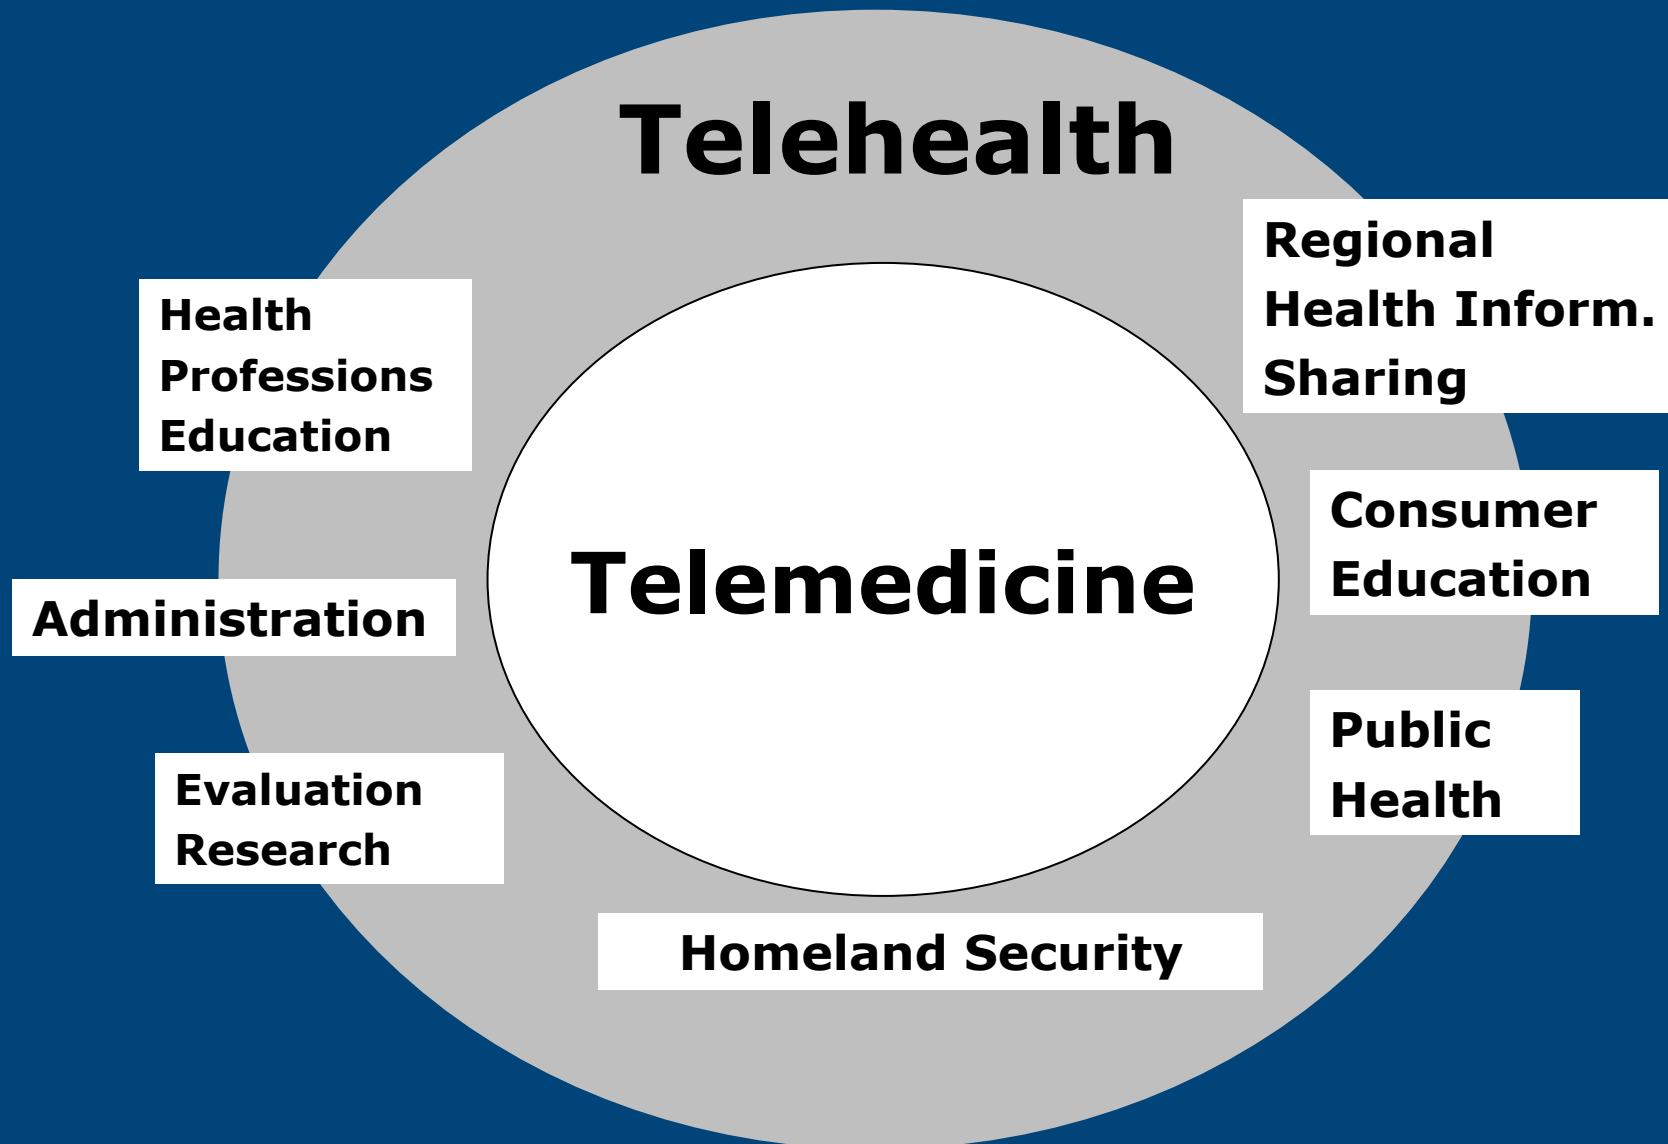 Telehealth
Regional
Health Inform.
Sharing
Health
Professions
Education
Consumer
Education
Telemedicine
Administration
Public
Health
Evaluation
Research
Homeland Security